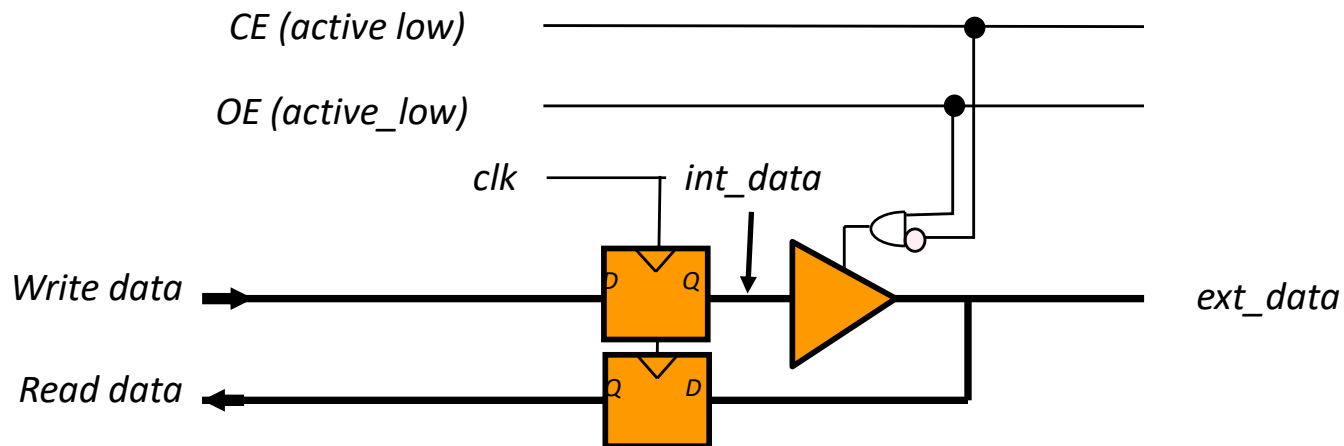 CE (active low)
OE (active_low)
clk
int_data
D
Q
Write data
ext_data
Q
D
Read data